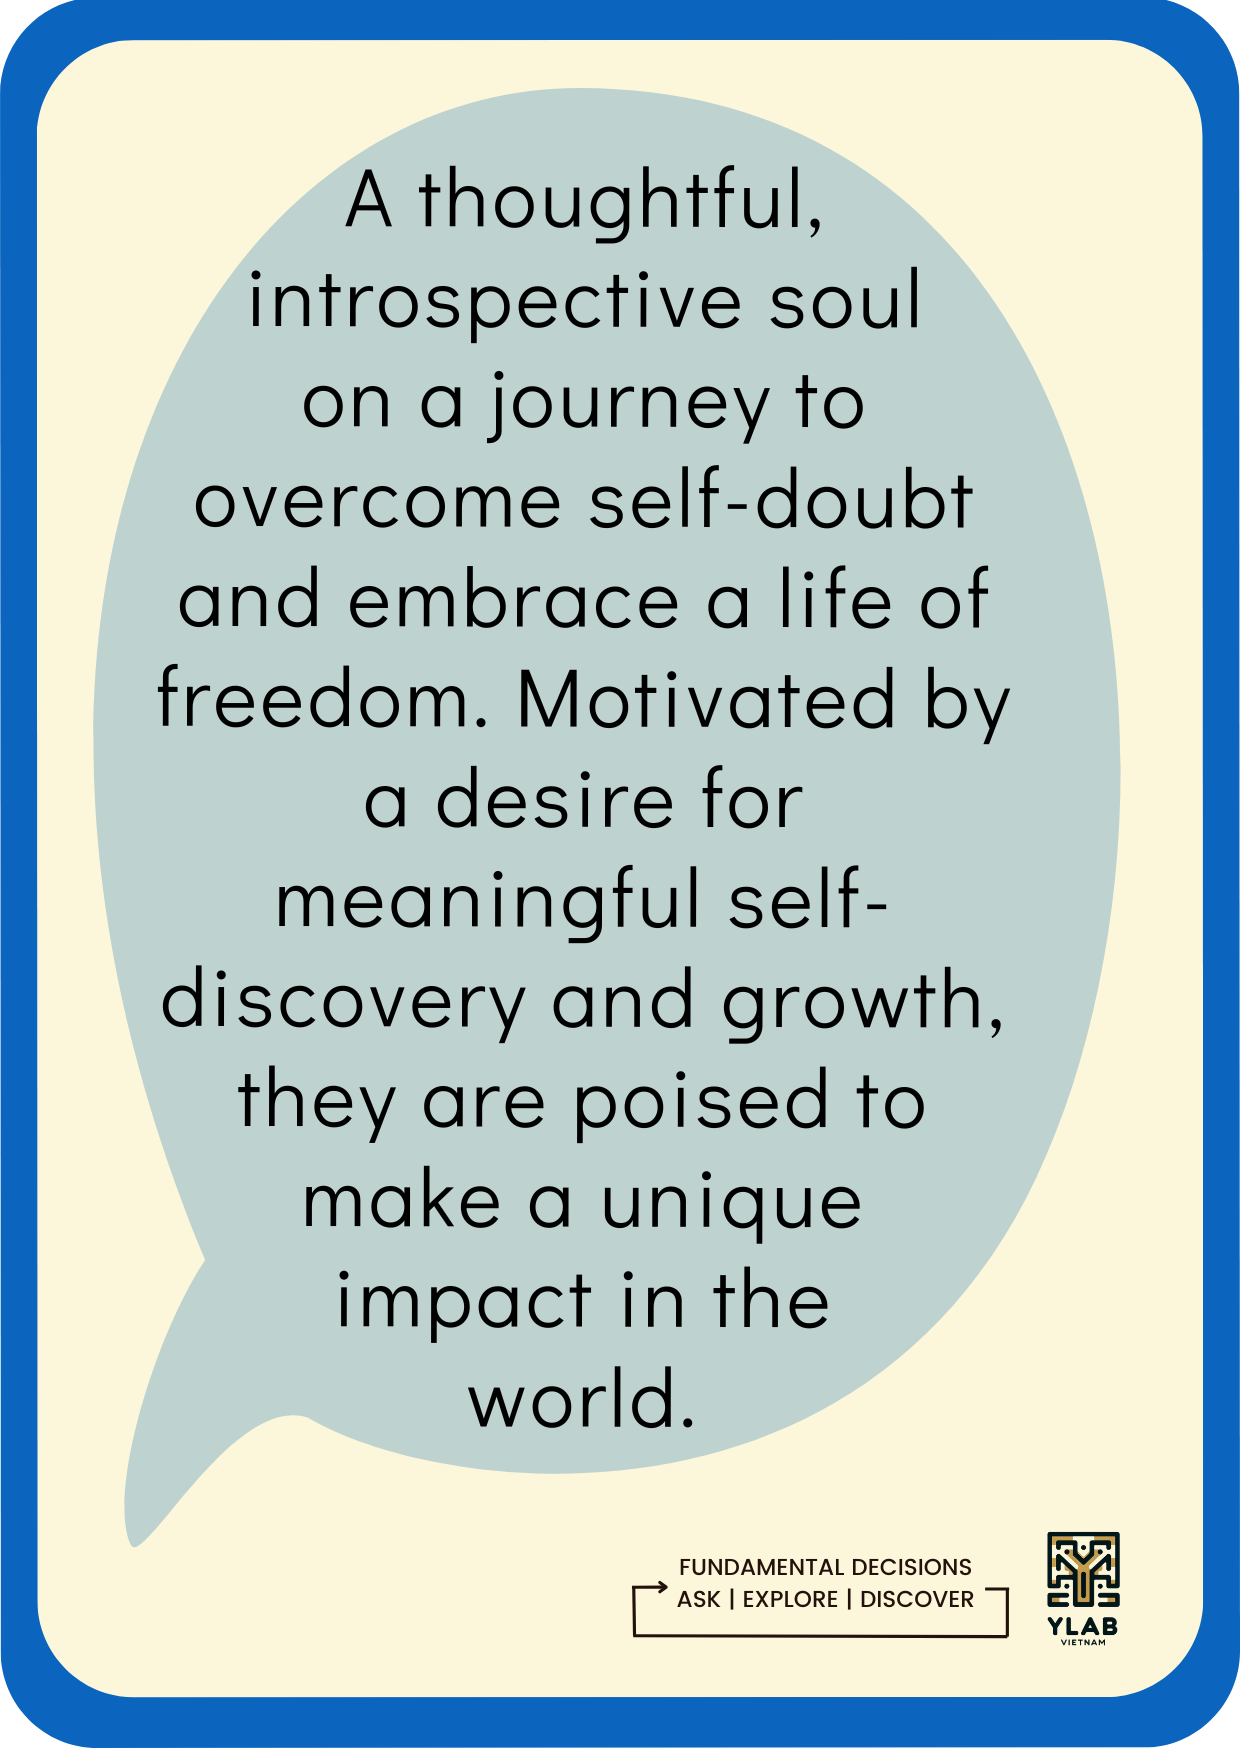 A thoughtful,
introspective soul
on a journey to
overcome self-doubt
and embrace a life of
freedom. Motivated by
a desire for
meaningful self-
discovery and growth,
they are poised to
make a unique
impact in the
world.
FUNDAMENTAL DECISIONS
ASK | EXPLORE | DISCOVER
YLAB
VIETNAM